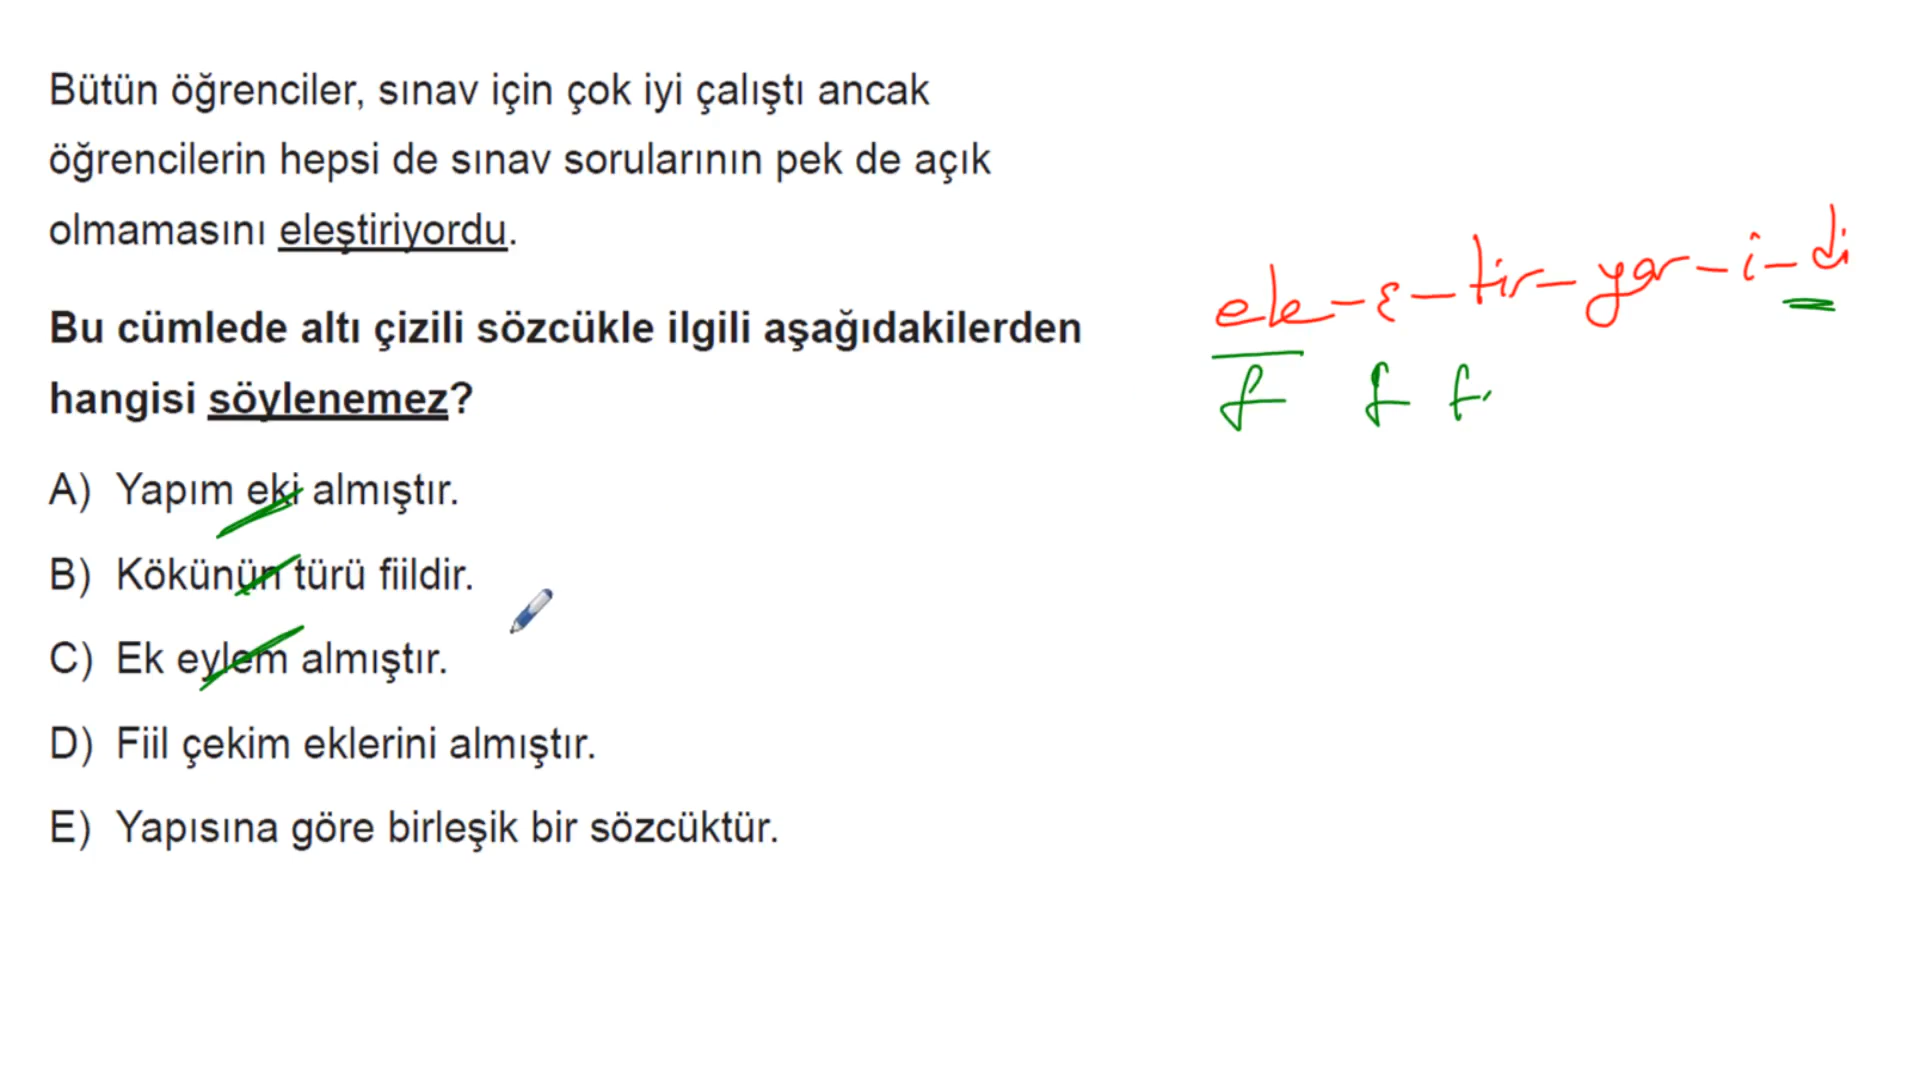 Bütün öğrenciler, sınav için çok iyi çalıştı ancak
öğrencilerin hepsi de sınav sorularının pek de açık
olmamasını eleştiriyordu.
Bu cümlede altı çizili sözcükle ilgili aşağıdakilerden
hangisi söylenemez?
A) Yapım eki almıştır.
B) Kökünün türü fiildir.
C) Ek eylem almıştır.
D) Fiil çekim eklerini almıştır.
E) Yapısına göre birleşik bir sözcüktür.
ele-ş-tir-yor-i-di
f f f.